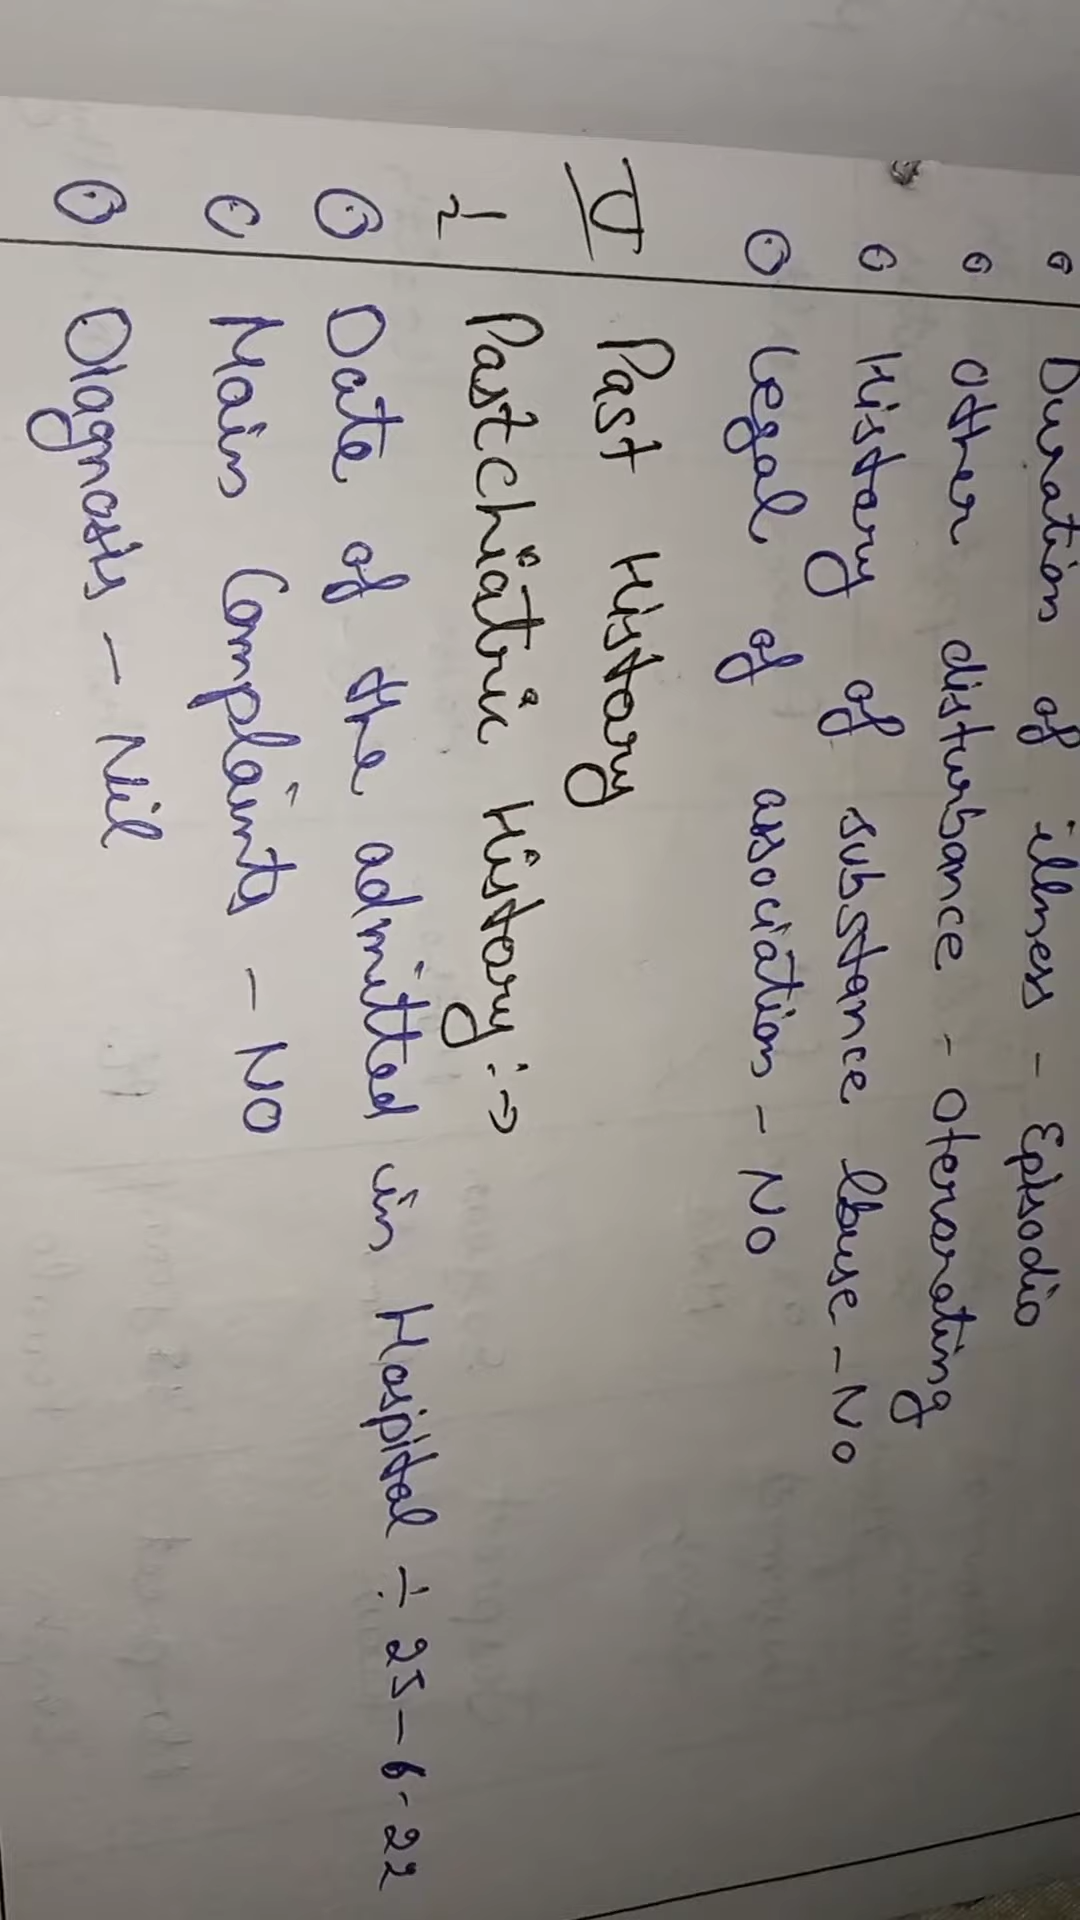 Duration of illness - Episodic
Other disturbance - Oterorating
History of substance Abuse - No
Legal of association - No
V Past History
1 Pastchiatric History :→
Date of the admitted in Hospital ÷ 25-6-22
Main Complaints - No
Diagnosis - Nil